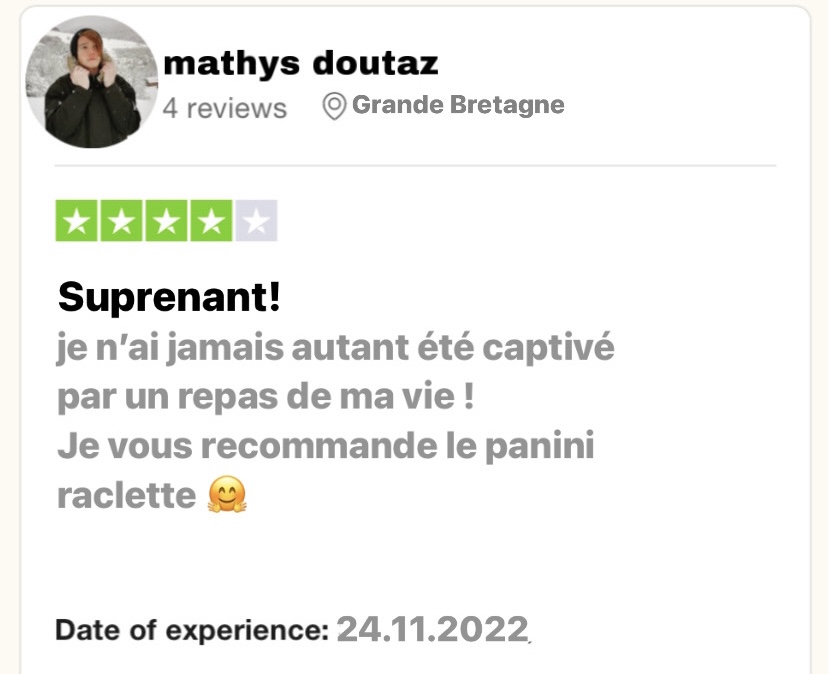 mathys doutaz
4 reviews Grande Bretagne
Suprenant!
je n’ai jamais autant été captivé
par un repas de ma vie !
Je vous recommande le panini
raclette 🤗
Date of experience: 24.11.2022